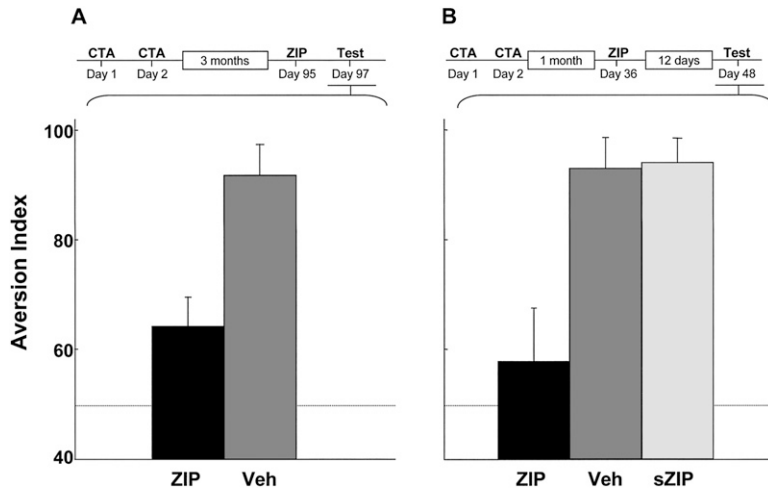 A
CTA CTA 3 months ZIP Test
Day 1 Day 2 Day 95 Day 97
B
CTA CTA 1 month ZIP 12 days Test
Day 1 Day 2 Day 36 Day 48
Aversion Index
100
80
60
40
ZIP Veh
ZIP Veh sZIP